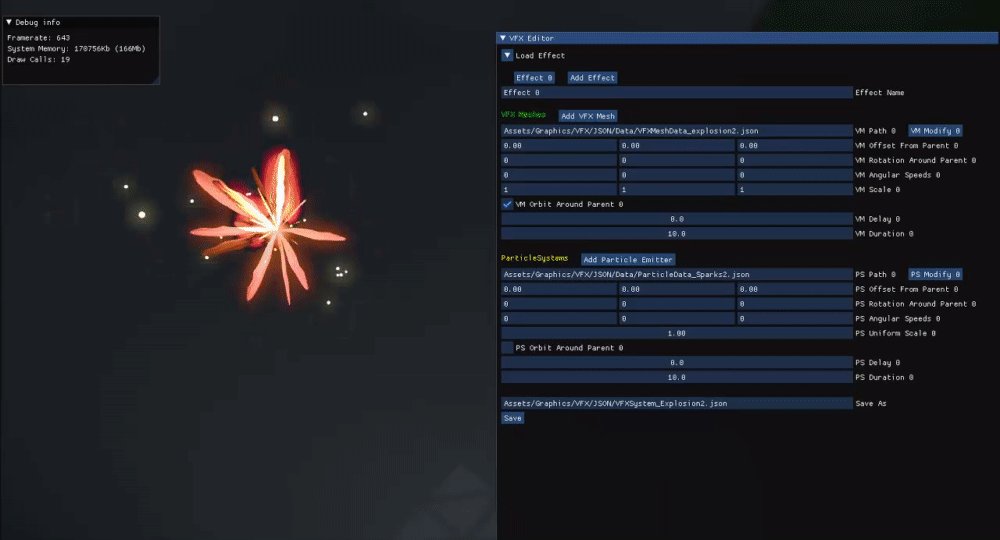 Debug info
Framerate: 643
System Memory: 170756Kb (166Mb)
Draw Calls: 19
VFX Editor
Load Effect
Effect 0 Add Effect
Effect 0 Effect Name
VFX Meshes Add VFX Mesh
Assets/Graphics/VFX/JSON/Data/VFXMeshData_explosion2.json VM Path 0 VM Modify 0
0.00 0.00 0.00 VM Offset From Parent 0
0 0 0 VM Rotation Around Parent 0
0 0 0 VM Angular Speeds 0
1 1 1 VM Scale 0
VM Orbit Around Parent 0
0.0 VM Delay 0
10.0 VM Duration 0
ParticleSystems Add Particle Emitter
Assets/Graphics/VFX/JSON/Data/ParticleData_Sparks2.json PS Path 0 PS Modify 0
0.00 0.00 0.00 PS Offset From Parent 0
0 0 0 PS Rotation Around Parent 0
0 0 0 PS Angular Speeds 0
1.00 PS Uniform Scale 0
PS Orbit Around Parent 0
0.0 PS Delay 0
10.0 PS Duration 0
Assets/Graphics/VFX/JSON/VFXSystem_Explosion2.json Save As
Save